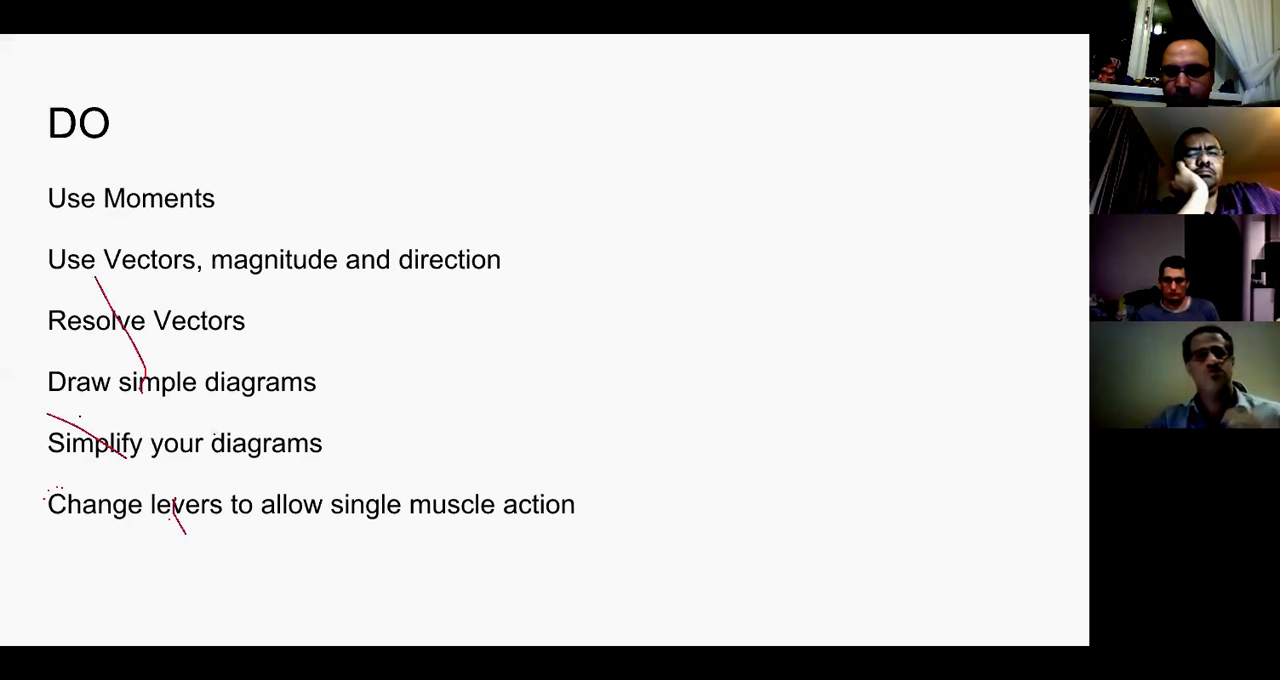 DO
Use Moments
Use Vectors, magnitude and direction
Resolve Vectors
Draw simple diagrams
Simplify your diagrams
Change levers to allow single muscle action